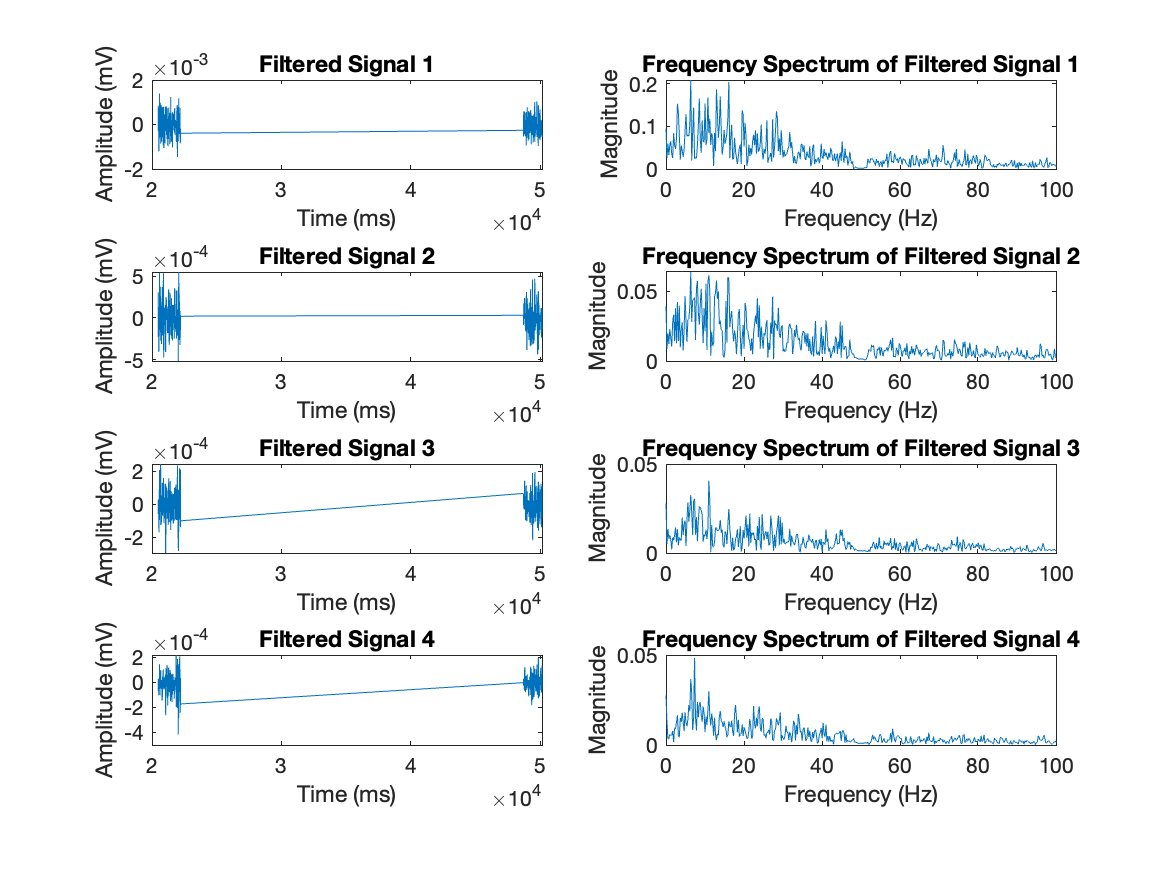 Filtered Signal 1
×10-3
Amplitude (mV)
2
0
-2
2 3 4 5
Time (ms)
×104
Frequency Spectrum of Filtered Signal 1
Magnitude
0.2
0.1
0
0 20 40 60 80 100
Frequency (Hz)
Filtered Signal 2
×10-4
Amplitude (mV)
5
0
-5
2 3 4 5
Time (ms)
×104
Frequency Spectrum of Filtered Signal 2
Magnitude
0.05
0
0 20 40 60 80 100
Frequency (Hz)
Filtered Signal 3
×10-4
Amplitude (mV)
2
0
-2
2 3 4 5
Time (ms)
×104
Frequency Spectrum of Filtered Signal 3
Magnitude
0.05
0
0 20 40 60 80 100
Frequency (Hz)
Filtered Signal 4
×10-4
Amplitude (mV)
2
0
-2
-4
2 3 4 5
Time (ms)
×104
Frequency Spectrum of Filtered Signal 4
Magnitude
0.05
0
0 20 40 60 80 100
Frequency (Hz)